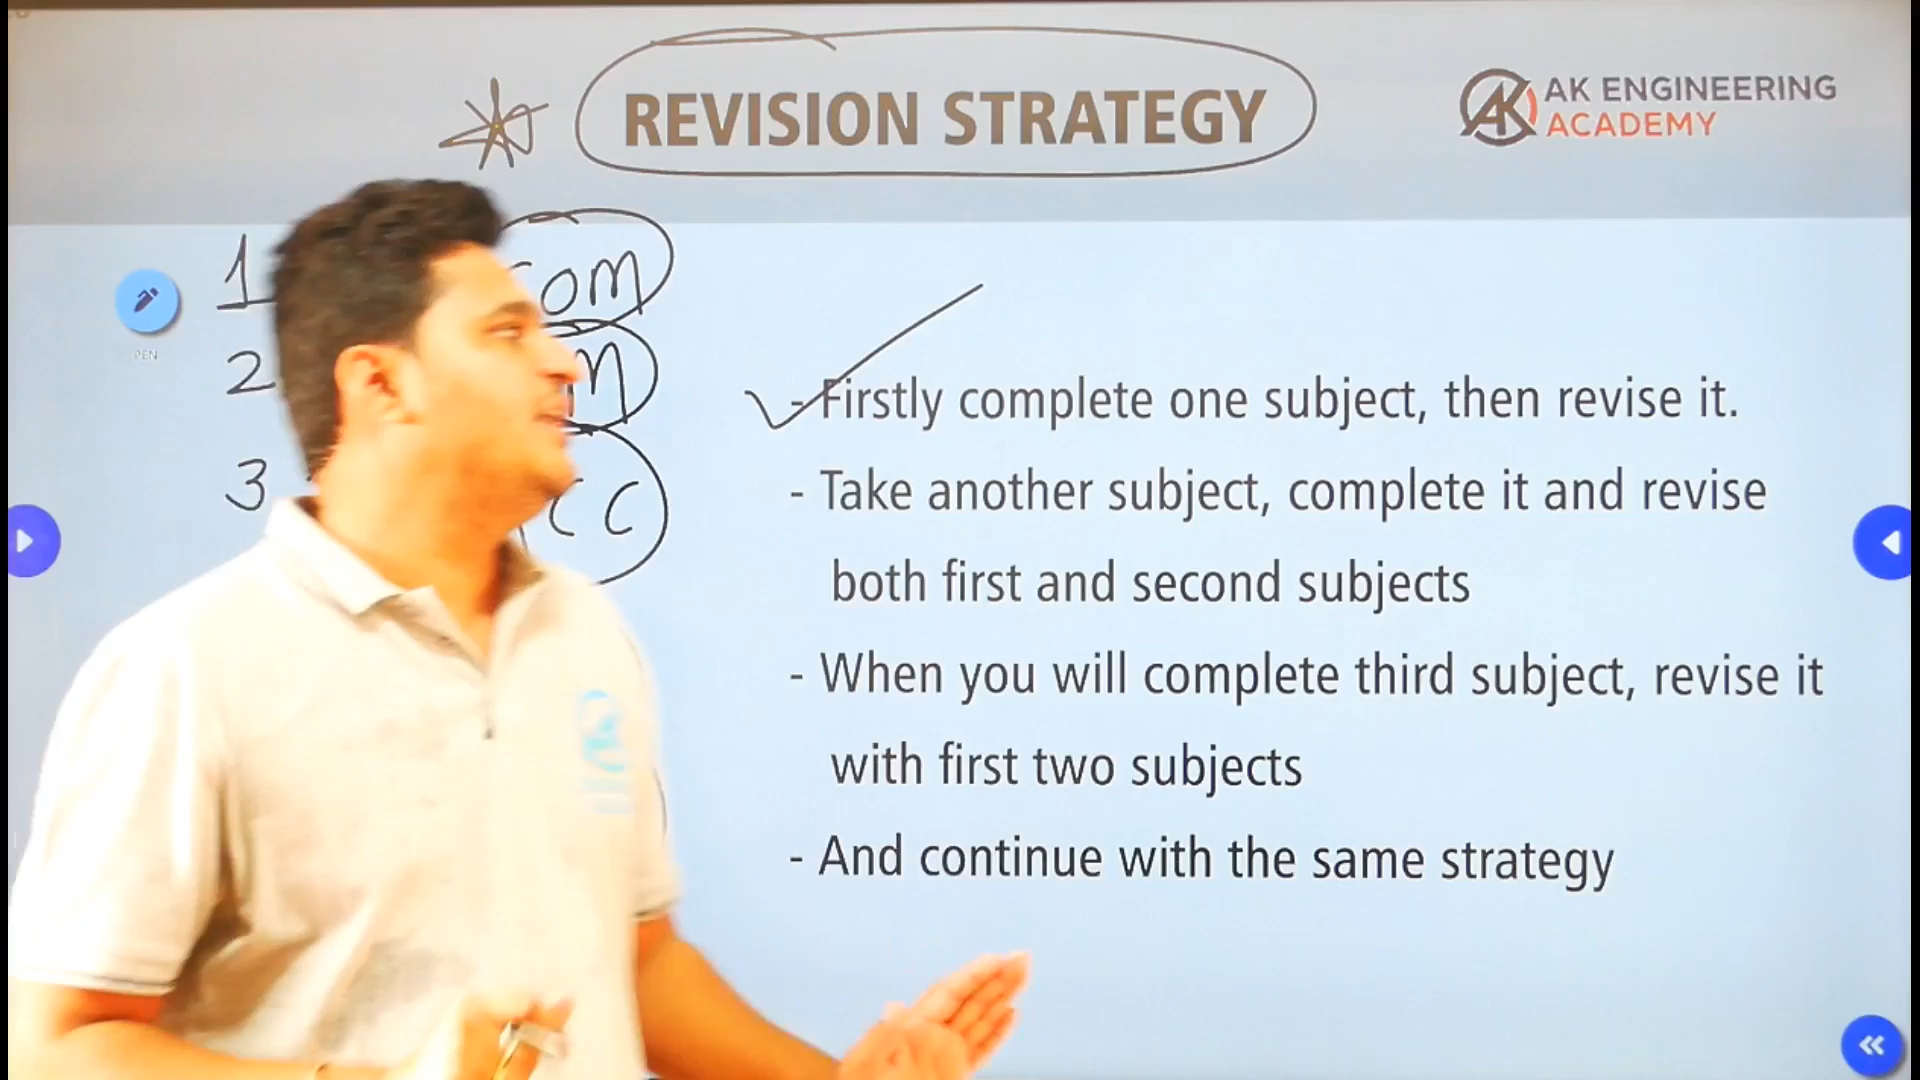 REVISION STRATEGY
AK ENGINEERING
ACADEMY
PEN
1
2
3
- Firstly complete one subject, then revise it.
- Take another subject, complete it and revise
both first and second subjects
- When you will complete third subject, revise it
with first two subjects
- And continue with the same strategy